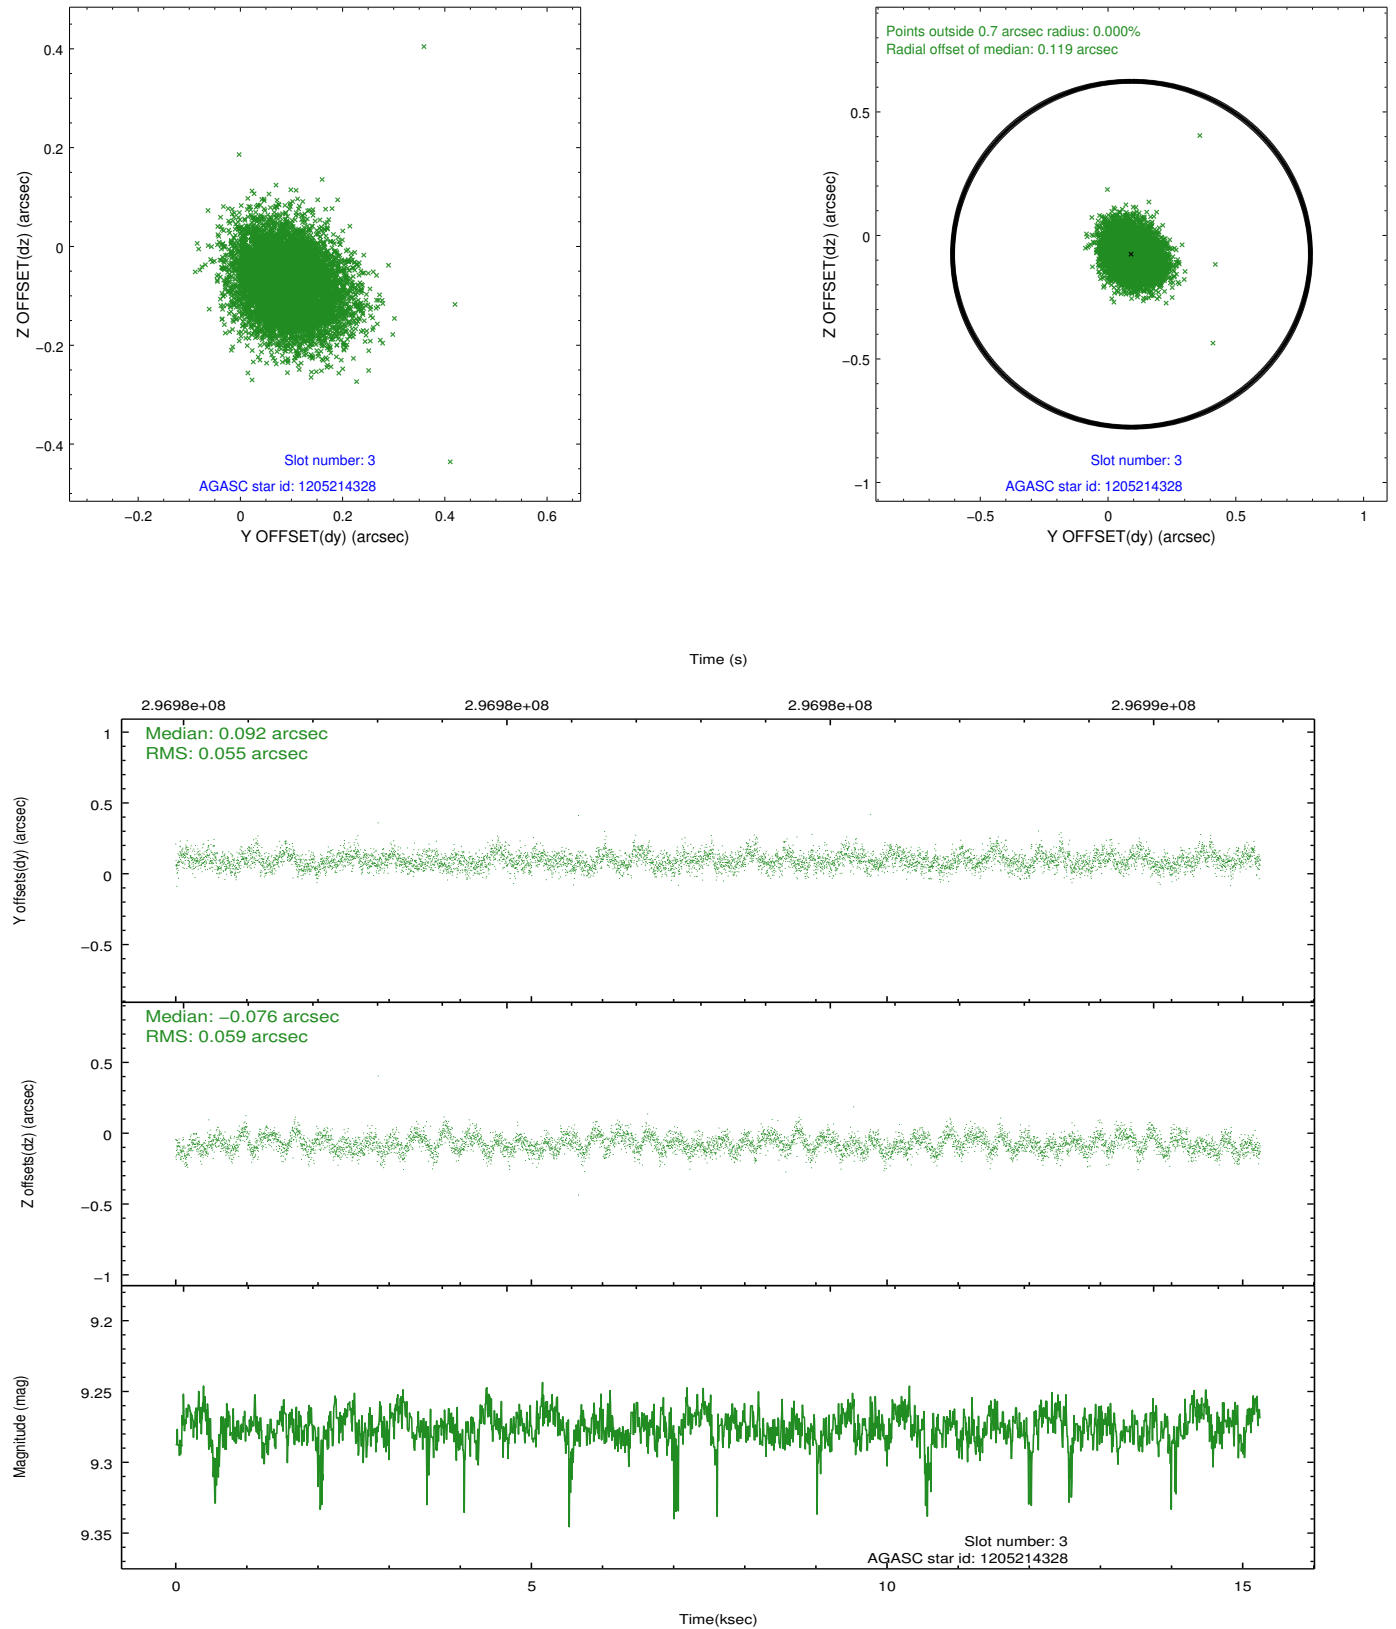 0.4
0.2
0
−0.2
−0.4
Z OFFSET(dz) (arcsec)
Slot number: 3
AGASC star id: 1205214328
−0.2 0 0.2 0.4 0.6
Y OFFSET(dy) (arcsec)
Points outside 0.7 arcsec radius: 0.000%
Radial offset of median: 0.119 arcsec
0.5
0
−0.5
−1
Z OFFSET(dz) (arcsec)
Slot number: 3
AGASC star id: 1205214328
−0.5 0 0.5 1
Y OFFSET(dy) (arcsec)
Time (s)
2.9698e+08 2.9698e+08 2.9698e+08 2.9699e+08
Median: 0.092 arcsec
RMS: 0.055 arcsec
1
0.5
0
−0.5
Y offsets(dy) (arcsec)
Median: −0.076 arcsec
RMS: 0.059 arcsec
0.5
0
−0.5
−1
Z offsets(dz) (arcsec)
9.2
9.25
9.3
9.35
Magnitude (mag)
Slot number: 3
AGASC star id: 1205214328
0 5 10 15
Time(ksec)